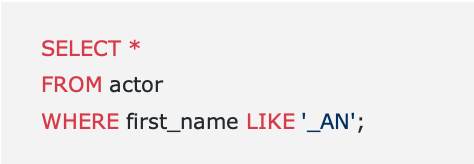 SELECT *
FROM actor
WHERE first_name LIKE '_AN';